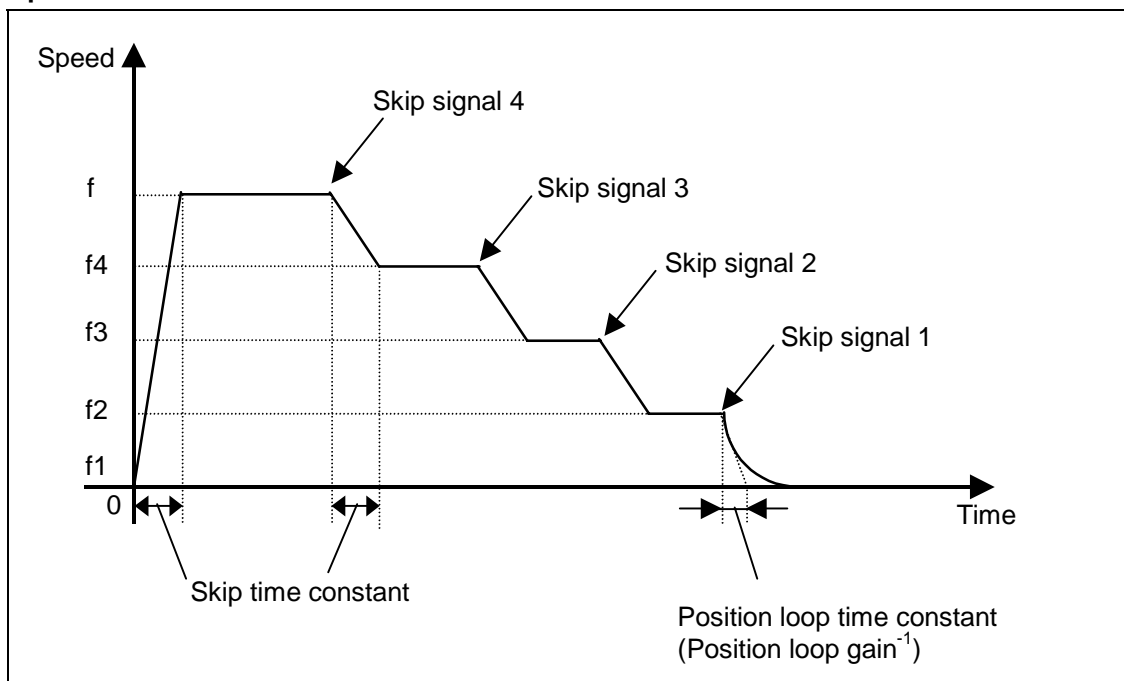 Speed
Skip signal 4
Skip signal 3
Skip signal 2
Skip signal 1
f
f4
f3
f2
f1
0
Time
Skip time constant
Position loop time constant
(Position loop gain⁻¹)